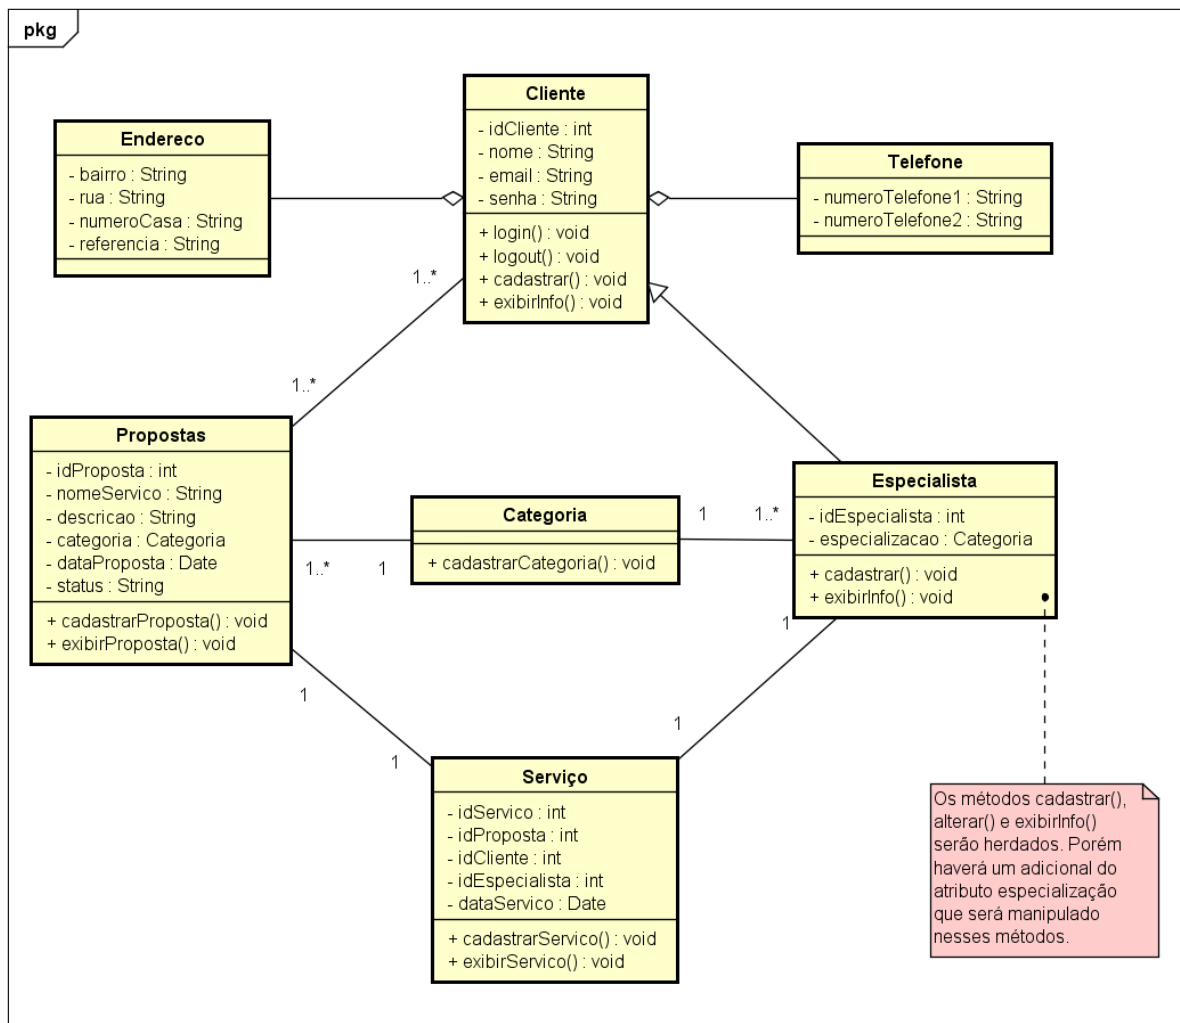 pkg
Cliente
- idCliente : int
- nome : String
- email : String
- senha : String
+ login() : void
+ logout() : void
+ cadastrar() : void
+ exibirInfo() : void
Endereco
- bairro : String
- rua : String
- numeroCasa : String
- referencia : String
Telefone
- numeroTelefone1 : String
- numeroTelefone2 : String
1..*
1..*
Propostas
- idProposta : int
- nomeServico : String
- descricao : String
- categoria : Categoria
- dataProposta : Date
- status : String
+ cadastrarProposta() : void
+ exibirProposta() : void
1..*
1
Categoria
+ cadastrarCategoria() : void
1
1..*
Especialista
- idEspecialista : int
- especializacao : Categoria
+ cadastrar() : void
+ exibirInfo() : void
1
1
1
1
Serviço
- idServico : int
- idProposta : int
- idCliente : int
- idEspecialista : int
- dataServico : Date
+ cadastrarServico() : void
+ exibirServico() : void
Os métodos cadastrar(),
alterar() e exibirInfo()
serão herdados. Porém
haverá um adicional do
atributo especialização
que será manipulado
nesses métodos.